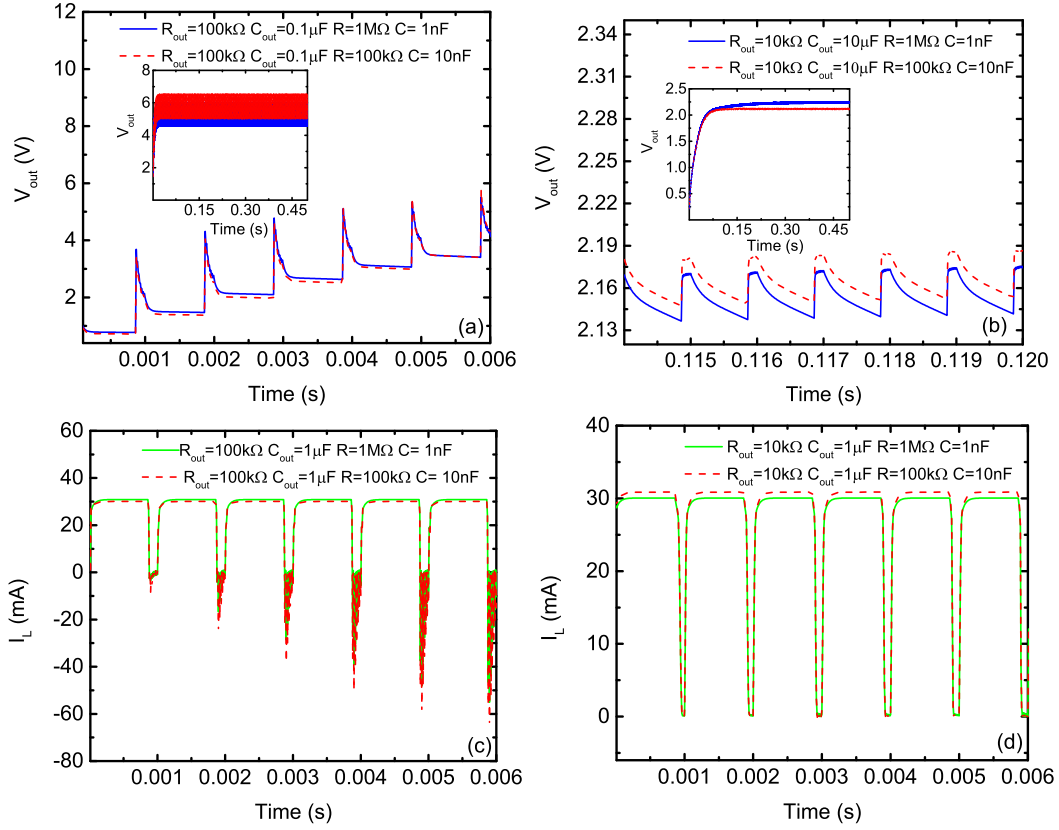 12
10
8
6
4
2
V_out (V)
R_out=100kΩ C_out=0.1μF R=1MΩ C= 1nF
R_out=100kΩ C_out=0.1μF R=100kΩ C= 10nF
8
6
4
2
V_out
0.15 0.30 0.45
Time (s)
(a)
0.001 0.002 0.003 0.004 0.005 0.006
Time (s)
2.34
2.31
2.28
2.25
2.22
2.19
2.16
2.13
V_out (V)
R_out=10kΩ C_out=10μF R=1MΩ C=1nF
R_out=10kΩ C_out=10μF R=100kΩ C=10nF
2.5
2.0
1.5
1.0
0.5
V_out
0.15 0.30 0.45
Time (s)
(b)
0.115 0.116 0.117 0.118 0.119 0.120
Time (s)
60
40
20
0
-20
-40
-60
-80
I_L (mA)
R_out=100kΩ C_out=1μF R=1MΩ C= 1nF
R_out=100kΩ C_out=1μF R=100kΩ C= 10nF
(c)
0.001 0.002 0.003 0.004 0.005 0.006
Time (s)
40
30
20
10
0
I_L (mA)
R_out=10kΩ C_out=1μF R=1MΩ C=1nF
R_out=10kΩ C_out=1μF R=100kΩ C=10nF
(d)
0.001 0.002 0.003 0.004 0.005 0.006
Time (s)